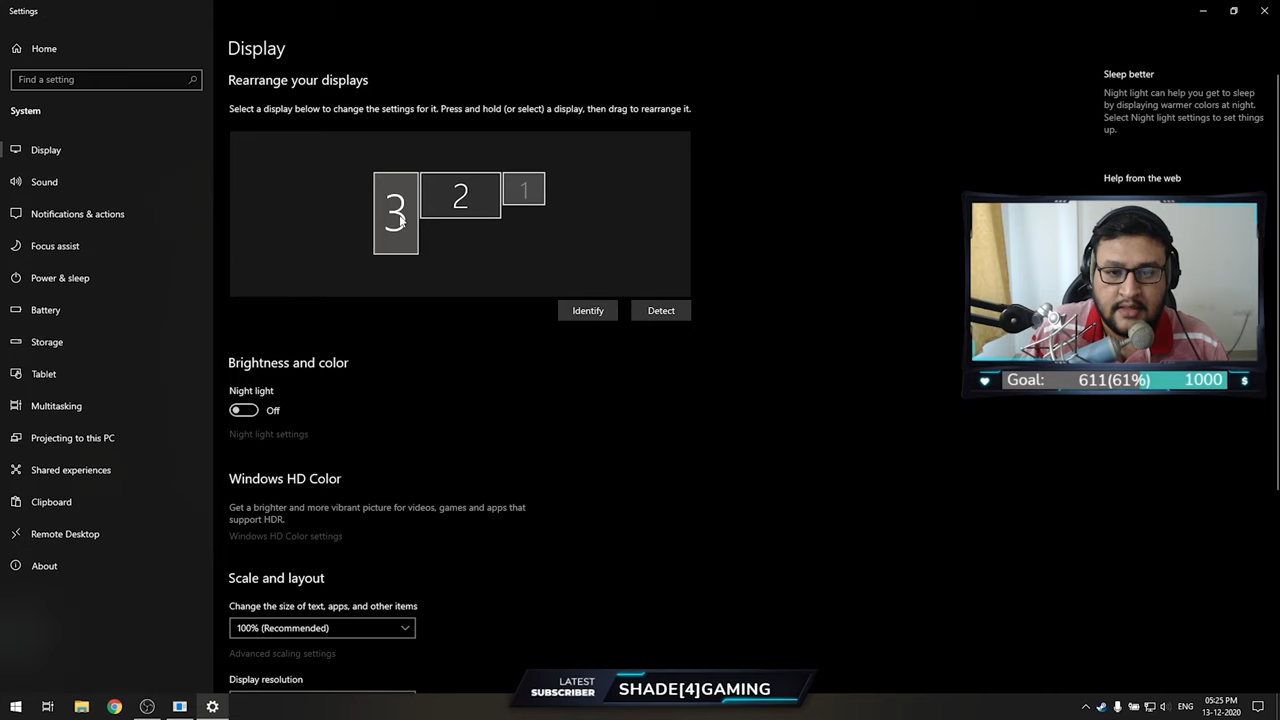 Settings
Home
Find a setting
System
Display
Sound
Notifications & actions
Focus assist
Power & sleep
Battery
Storage
Tablet
Multitasking
Projecting to this PC
Shared experiences
Clipboard
Remote Desktop
About
Display
Rearrange your displays
Select a display below to change the settings for it. Press and hold (or select) a display, then drag to rearrange it.
3
2
1
Identify
Detect
Brightness and color
Night light
Off
Night light settings
Windows HD Color
Get a brighter and more vibrant picture for videos, games and apps that
support HDR.
Windows HD Color settings
Scale and layout
Change the size of text, apps, and other items
100% (Recommended)
Advanced scaling settings
Display resolution
Sleep better
Night light can help you get to sleep
by displaying warmer colors at night.
Select Night light settings to set things
up.
Help from the web
Goal: 611(61%) 1000
$
LATEST
SUBSCRIBER
SHADE[4]GAMING
ENG
05:25 PM
13-12-2020